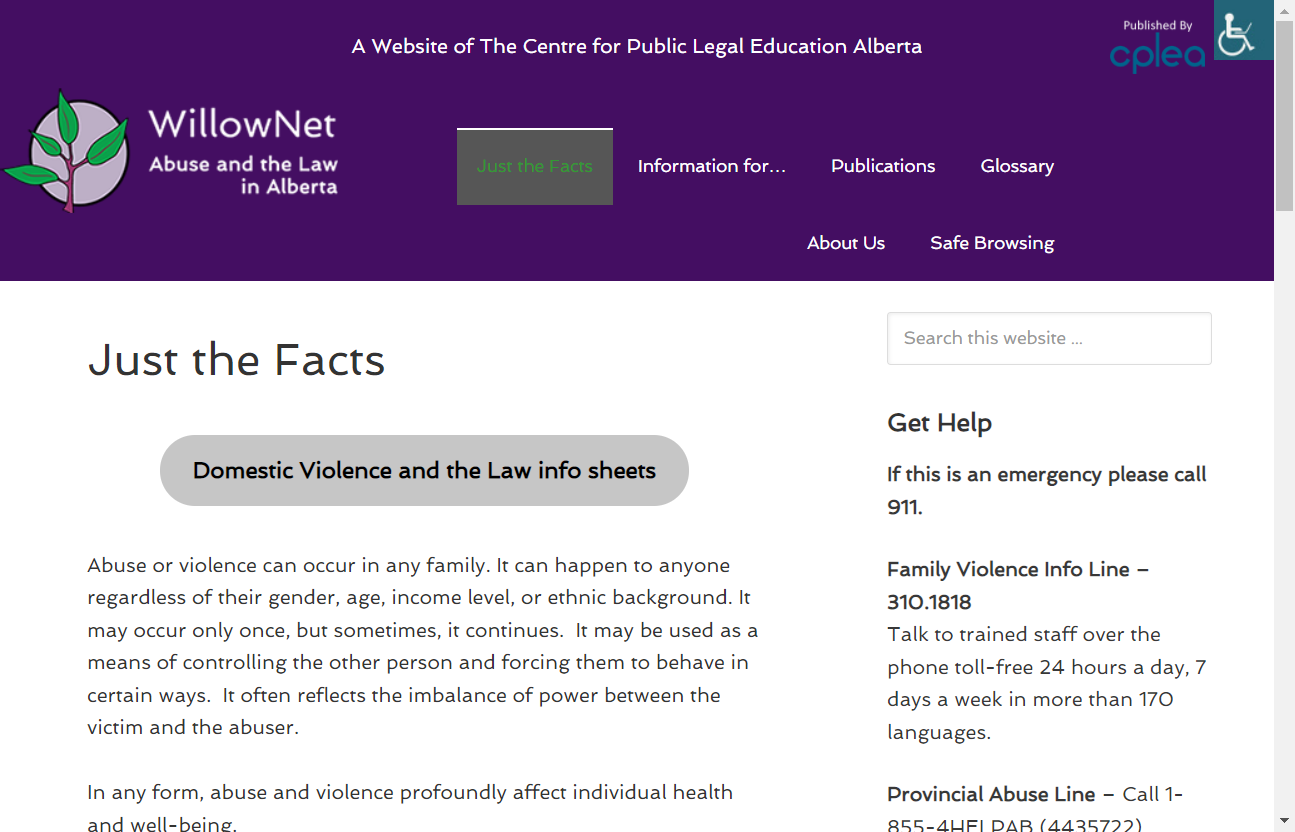 A Website of The Centre for Public Legal Education Alberta
Published By
cplea
WillowNet
Abuse and the Law
in Alberta
Just the Facts
Information for...
Publications
Glossary
About Us
Safe Browsing
Just the Facts
Domestic Violence and the Law info sheets
Abuse or violence can occur in any family. It can happen to anyone
regardless of their gender, age, income level, or ethnic background. It
may occur only once, but sometimes, it continues.  It may be used as a
means of controlling the other person and forcing them to behave in
certain ways.  It often reflects the imbalance of power between the
victim and the abuser.
In any form, abuse and violence profoundly affect individual health
and well-being.
Search this website ...
Get Help
If this is an emergency please call
911.
Family Violence Info Line –
310.1818
Talk to trained staff over the
phone toll-free 24 hours a day, 7
days a week in more than 170
languages.
Provincial Abuse Line – Call 1-
855-4HELPAB (4435722)